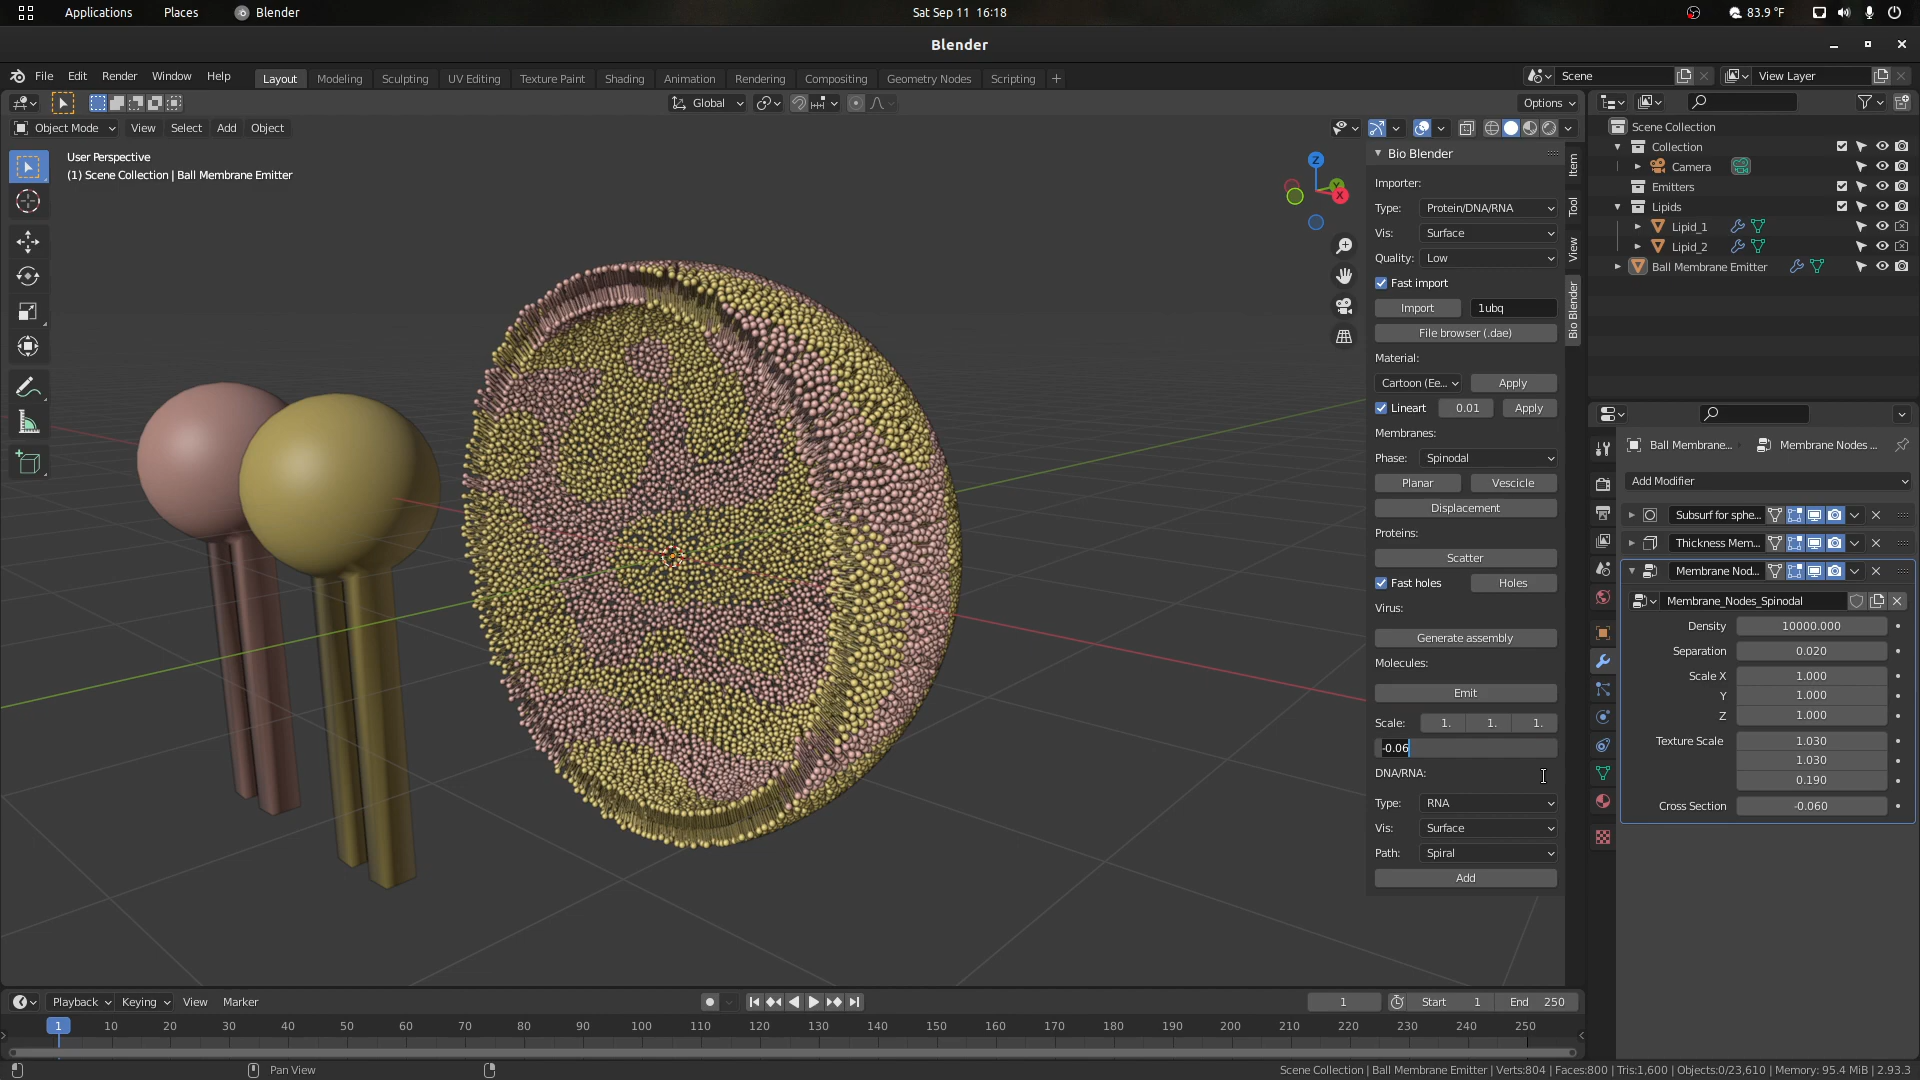 Applications Places Blender Sat Sep 11 16:18 83.9 °F
Blender
File Edit Render Window Help Layout Modeling Sculpting UV Editing Texture Paint Shading Animation Rendering Compositing Geometry Nodes Scripting + Scene View Layer
Global Options
Object Mode View Select Add Object
User Perspective
(1) Scene Collection | Ball Membrane Emitter
Z
Y
X
Bio Blender
Importer:
Type: Protein/DNA/RNA
Vis: Surface
Quality: Low
Fast import
Import 1ubq
File browser (.dae)
Material:
Cartoon (Ee... Apply
Lineart 0.01 Apply
Membranes:
Phase: Spinodal
Planar Vescicle
Displacement
Proteins:
Scatter
Fast holes Holes
Virus:
Generate assembly
Molecules:
Emit
Scale: 1. 1. 1.
-0.06
DNA/RNA:
Type: RNA
Vis: Surface
Path: Spiral
Add
Item
Tool
View
Bio Blender
Scene Collection
Collection
Camera
Emitters
Lipids
Lipid_1
Lipid_2
Ball Membrane Emitter
Ball Membrane... Membrane Nodes ...
Add Modifier
Subsurf for sphe...
Thickness Mem...
Membrane Nod...
Membrane_Nodes_Spinodal
Density 10000.000
Separation 0.020
Scale X 1.000
Y 1.000
Z 1.000
Texture Scale 1.030
1.030
0.190
Cross Section -0.060
Playback Keying View Marker 1 Start 1 End 250
1 10 20 30 40 50 60 70 80 90 100 110 120 130 140 150 160 170 180 190 200 210 220 230 240 250
Pan View Scene Collection | Ball Membrane Emitter | Verts:804 | Faces:800 | Tris:1,600 | Objects:0/23,610 | Memory: 95.4 MiB | 2.93.3